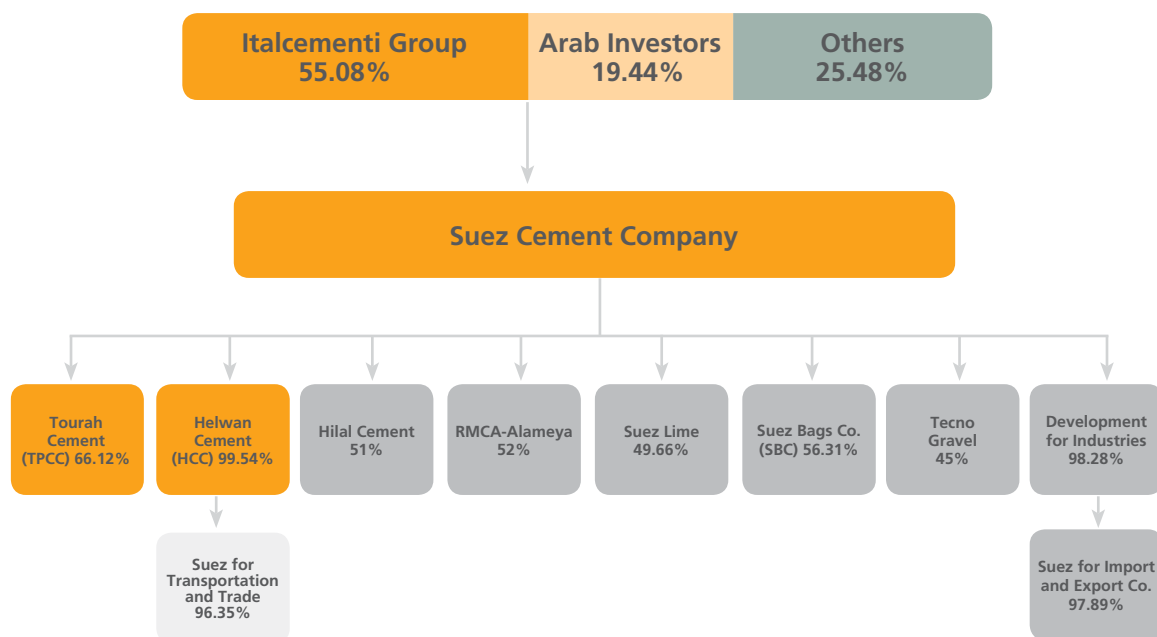 Italcementi Group
55.08%
Arab Investors
19.44%
Others
25.48%
Suez Cement Company
Tourah
Cement
(TPCC) 66.12%
Helwan
Cement
(HCC) 99.54%
Hilal Cement
51%
RMCA-Alameya
52%
Suez Lime
49.66%
Suez Bags Co.
(SBC) 56.31%
Tecno
Gravel
45%
Development
for Industries
98.28%
Suez for
Transportation
and Trade
96.35%
Suez for Import
and Export Co.
97.89%